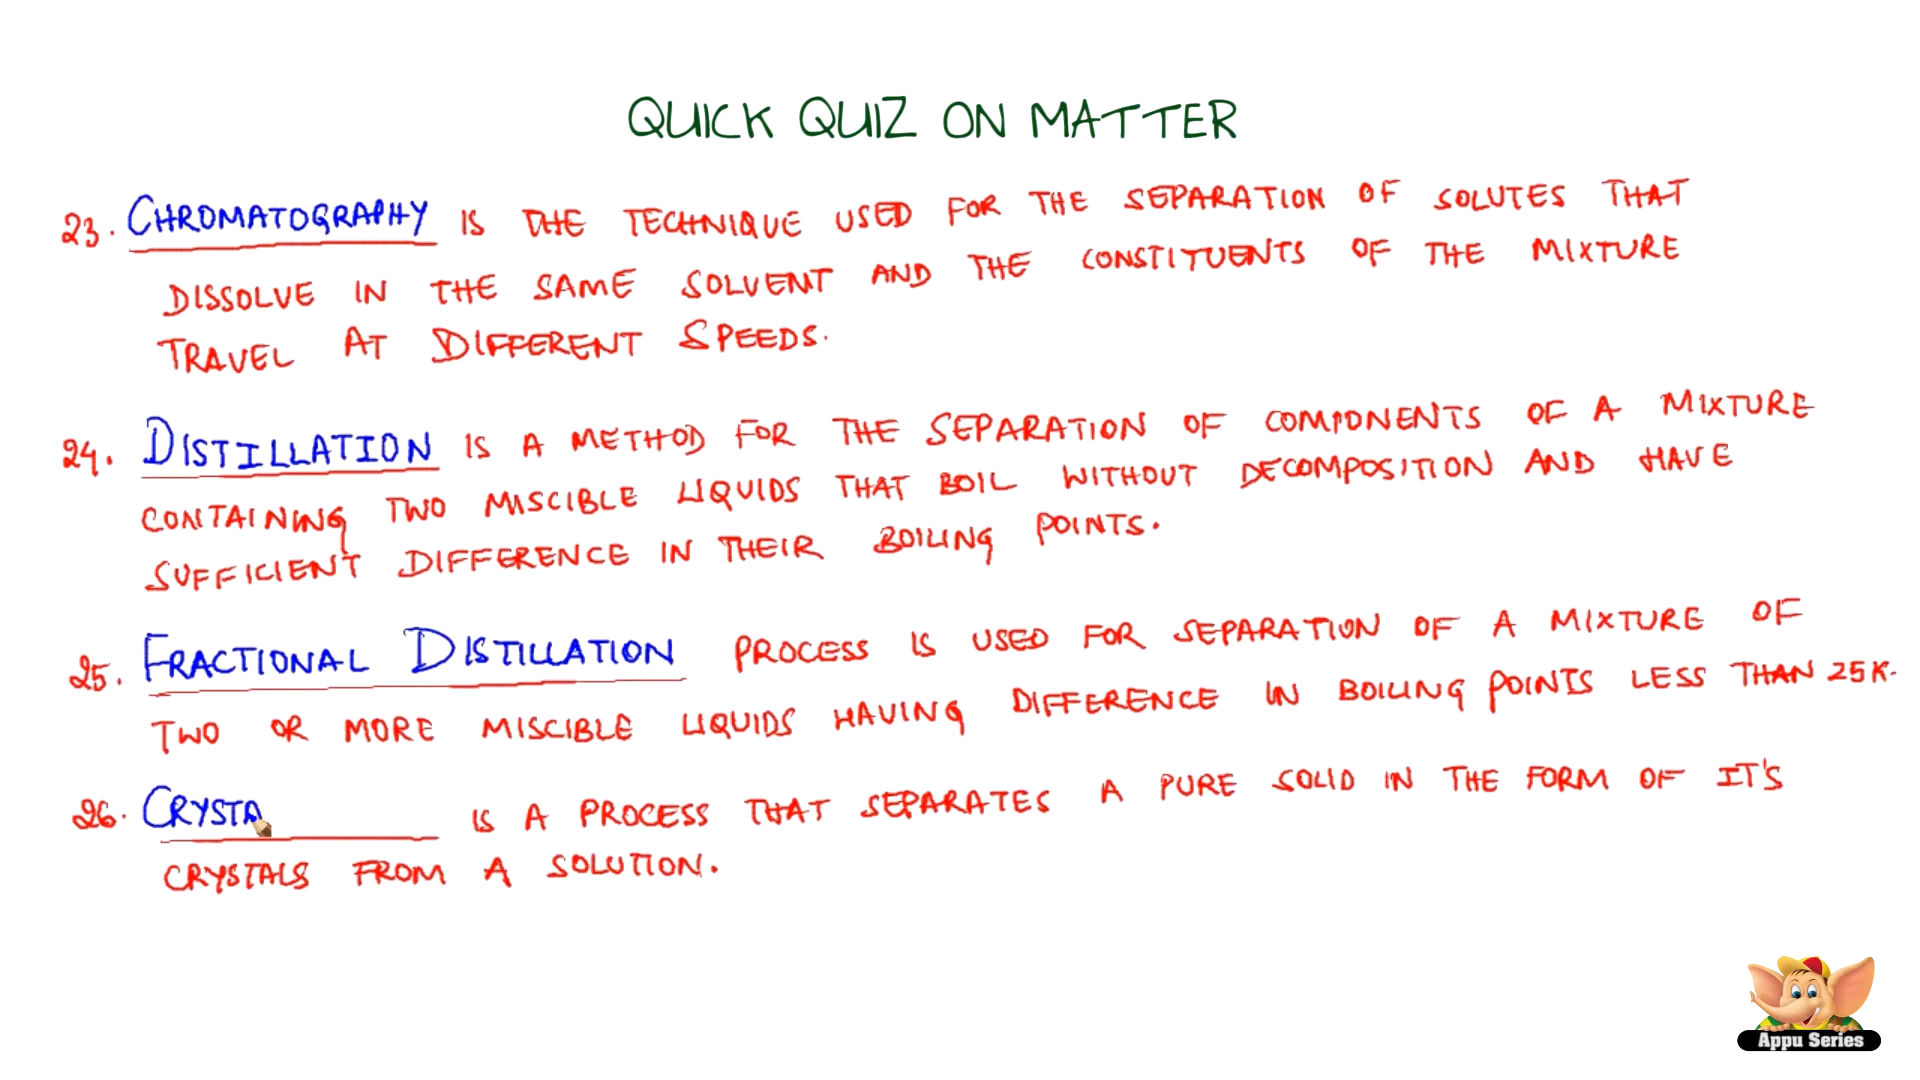 QUICK QUIZ ON MATTER
23. CHROMATOGRAPHY IS THE TECHNIQUE USED FOR THE SEPARATION OF SOLUTES THAT
DISSOLVE IN THE SAME SOLVENT AND THE CONSTITUENTS OF THE MIXTURE
TRAVEL AT DIFFERENT SPEEDS.
24. DISTILLATION IS A METHOD FOR THE SEPARATION OF COMPONENTS OF A MIXTURE
CONTAINING TWO MISCIBLE LIQUIDS THAT BOIL WITHOUT DECOMPOSITION AND HAVE
SUFFICIENT DIFFERENCE IN THEIR BOILING POINTS.
25. FRACTIONAL DISTILLATION PROCESS IS USED FOR SEPARATION OF A MIXTURE OF
TWO OR MORE MISCIBLE LIQUIDS HAVING DIFFERENCE IN BOILING POINTS LESS THAN 25K.
26. CRYSTA IS A PROCESS THAT SEPARATES A PURE SOLID IN THE FORM OF IT'S
CRYSTALS FROM A SOLUTION.
Appu Series